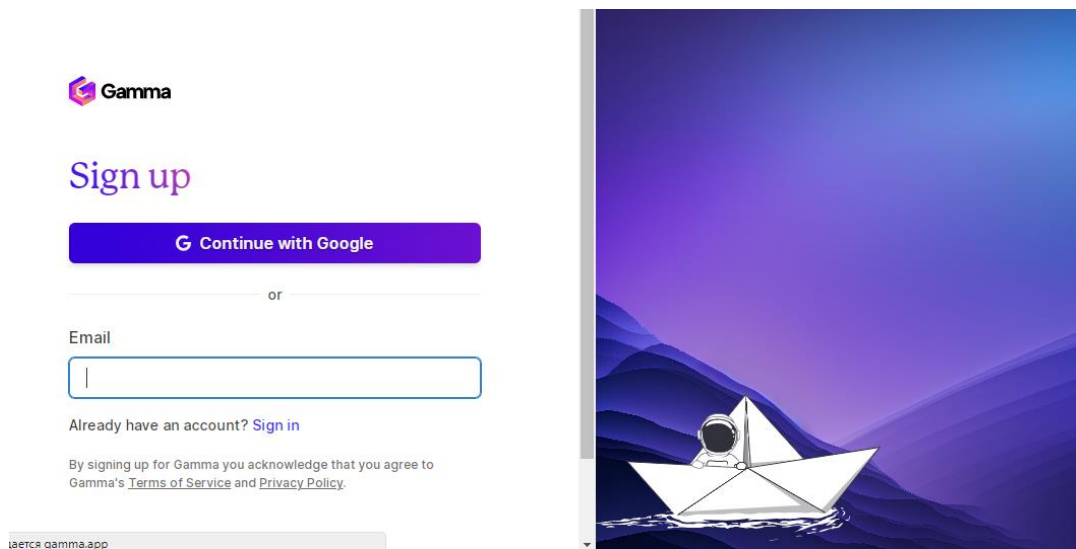 Gamma
Sign up
Continue with Google
or
Email
Already have an account? Sign in
By signing up for Gamma you acknowledge that you agree to
Gamma's Terms of Service and Privacy Policy.
gamma.app